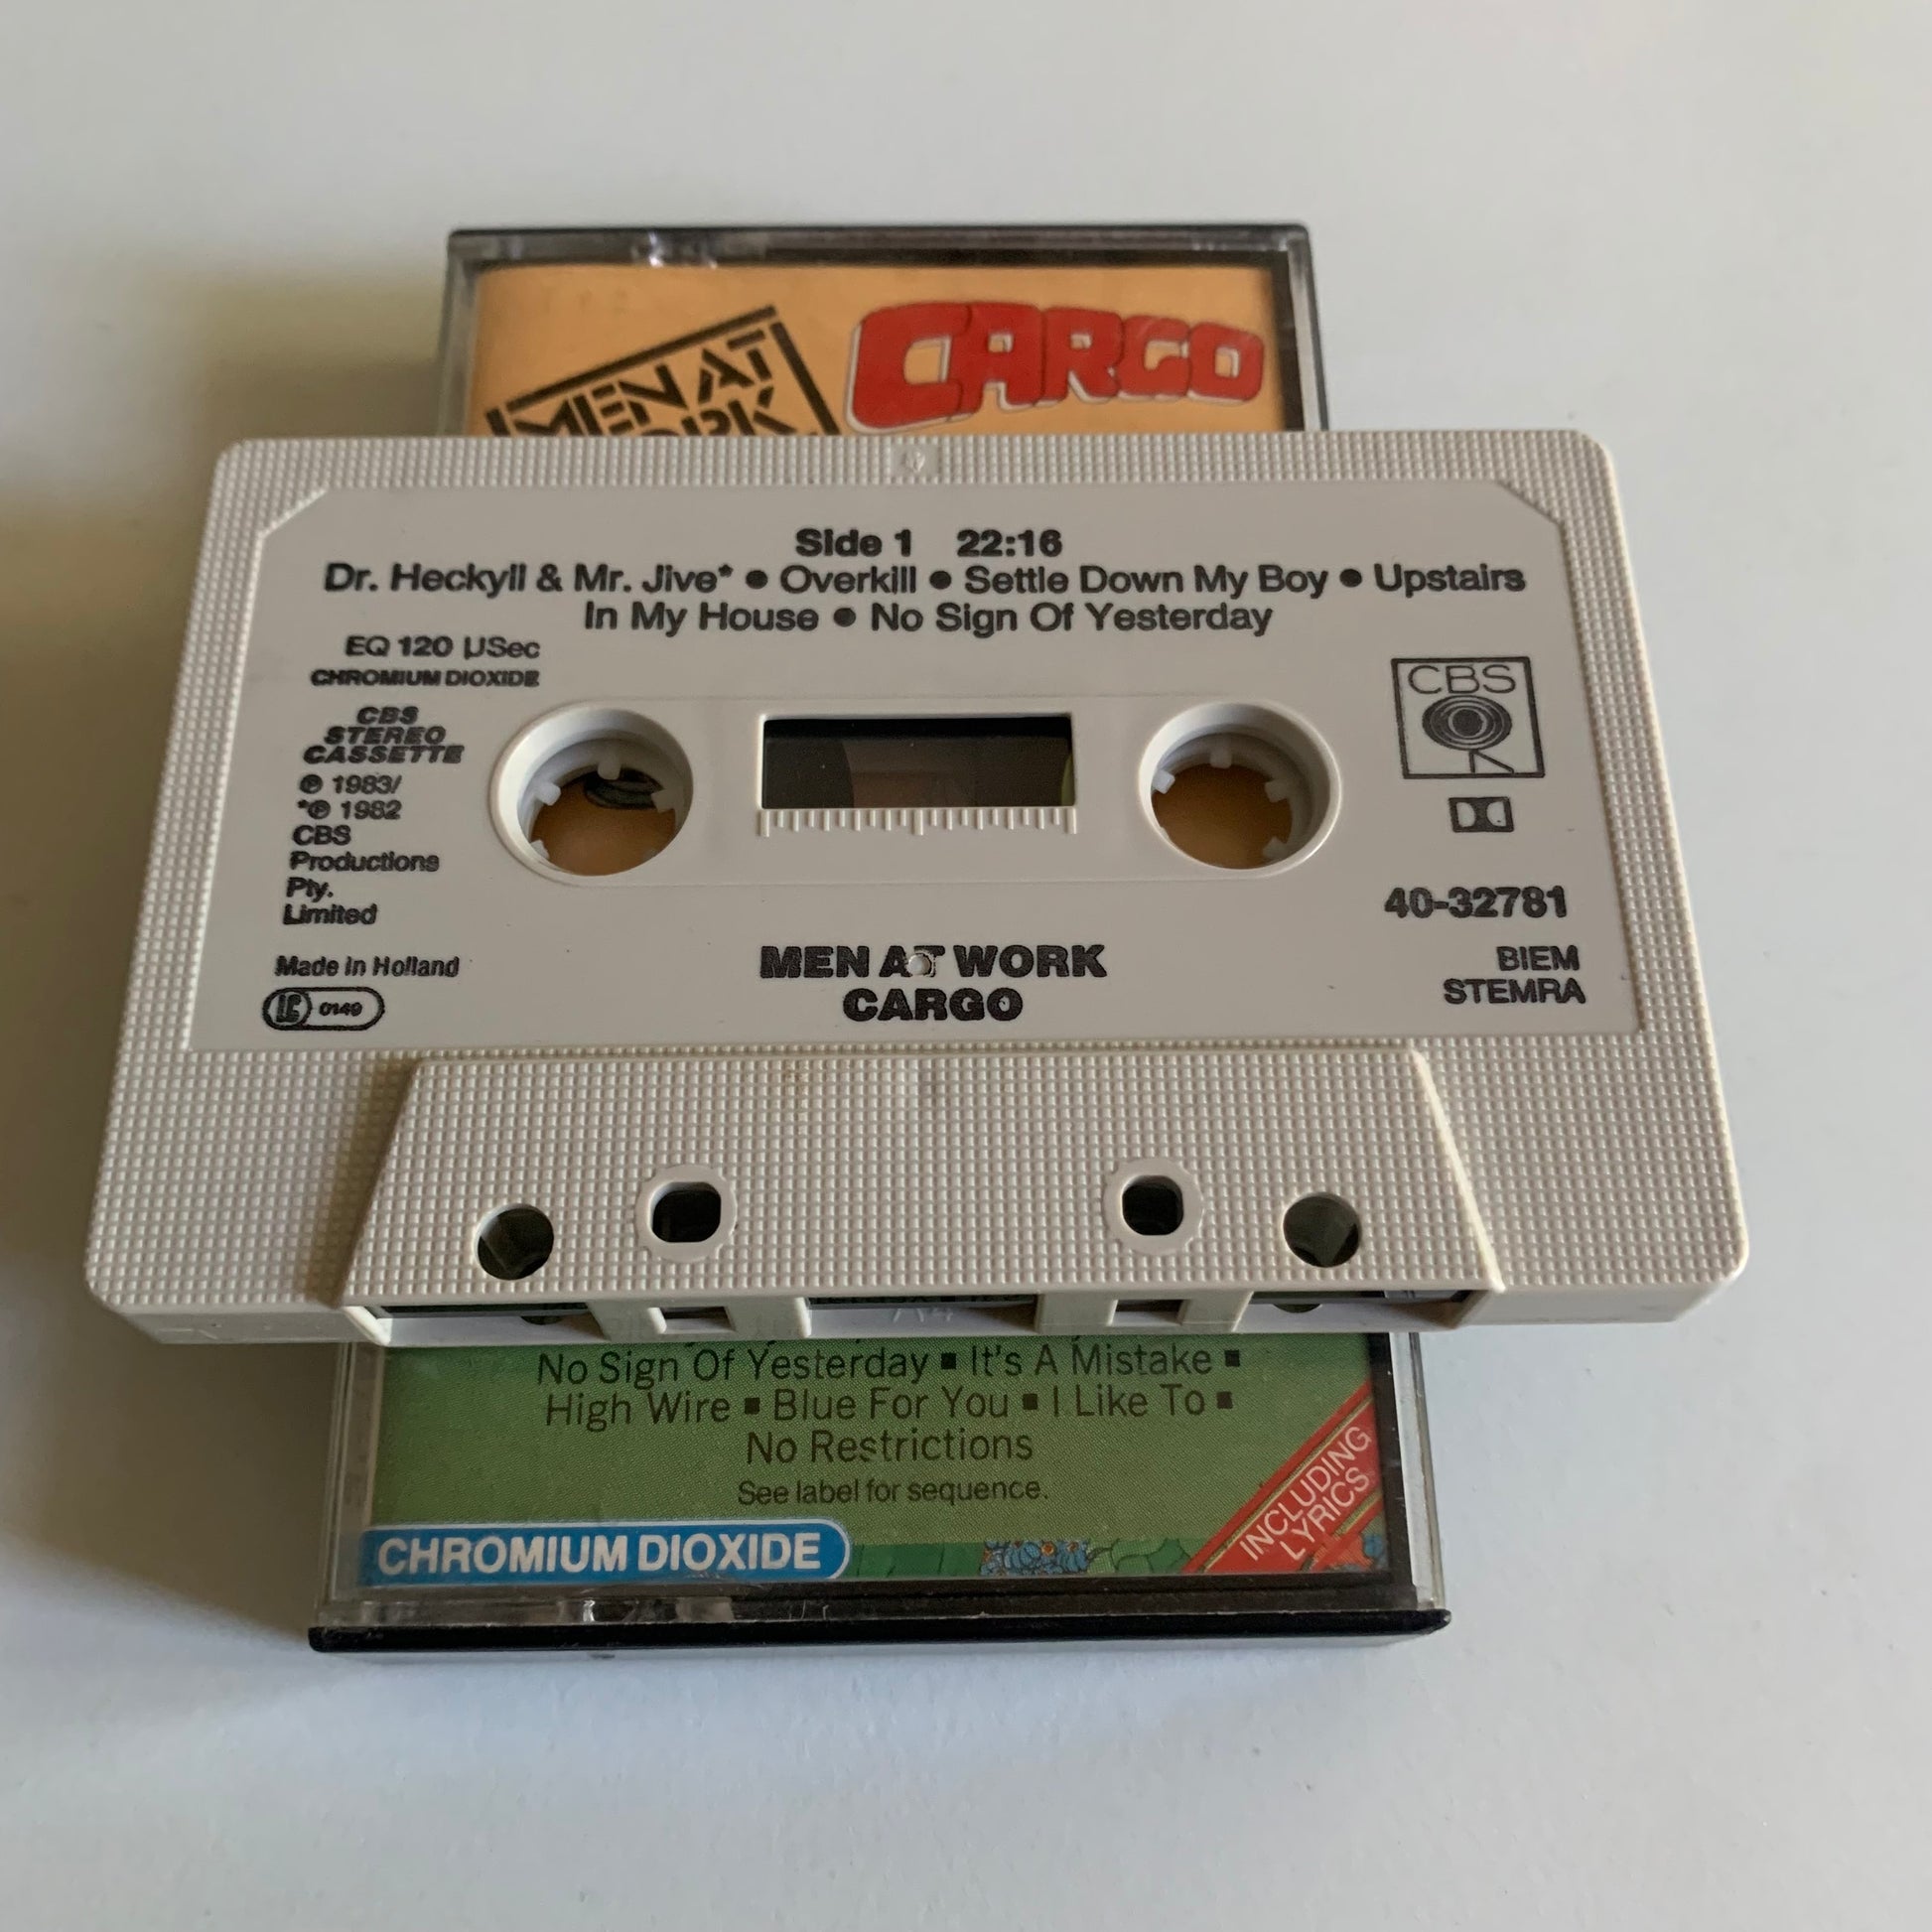 MEN AT
CARGO
Side 1 22:16
Dr. Heckyll & Mr. Jive* ● Overkill ● Settle Down My Boy ● Upstairs
In My House ● No Sign Of Yesterday
EQ 120 µSec
CHROMIUM DIOXIDE
CBS
STEREO
CASSETTE
℗ 1983/
*℗ 1982
CBS
Productions
Pty.
Limited
Made in Holland
LC 0149
CBS
40-32781
BIEM
STEMRA
MEN AT WORK
CARGO
No Sign Of Yesterday ■ It's A Mistake ■
High Wire ■ Blue For You ■ I Like To ■
No Restrictions
See label for sequence.
CHROMIUM DIOXIDE
INCLUDING
LYRICS